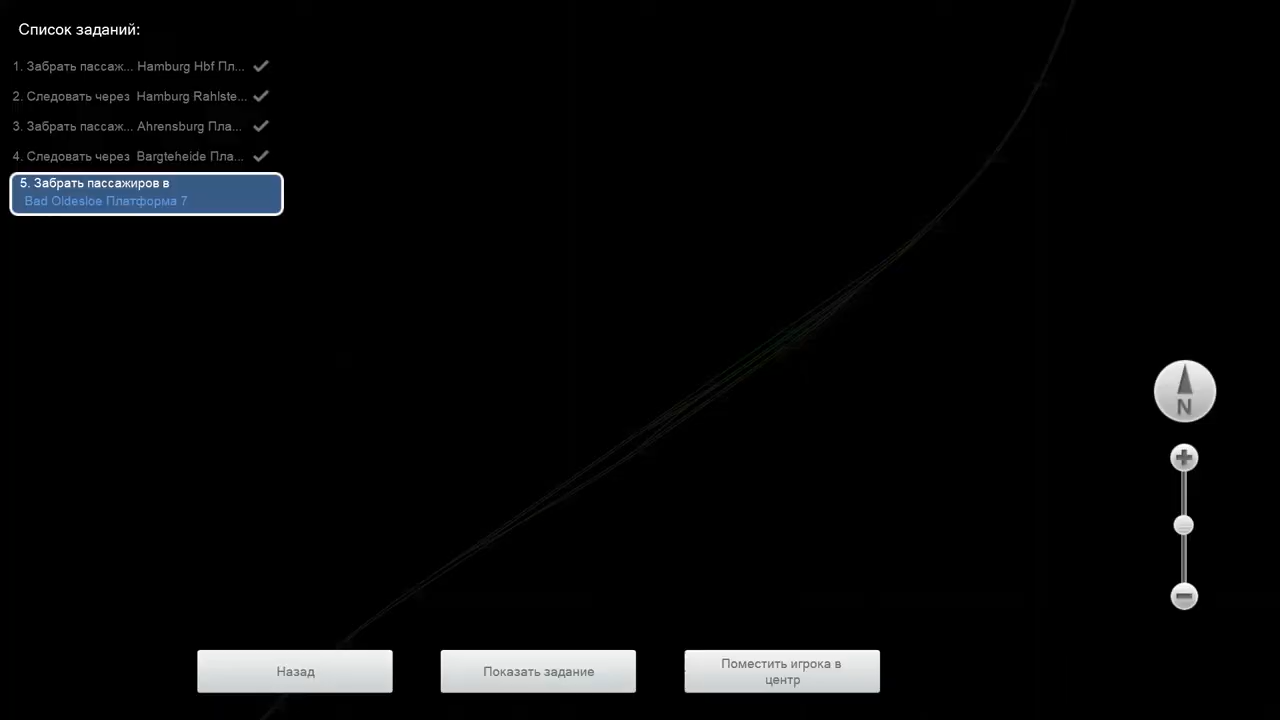 Список заданий:
1. Забрать пассаж... Hamburg Hbf Пл...
2. Следовать через Hamburg Rahlste...
3. Забрать пассаж... Ahrensburg Пла...
4. Следовать через Bargteheide Пла...
5. Забрать пассажиров в
Bad Oldesloe Платформа 7
N
Назад
Показать задание
Поместить игрока в
центр